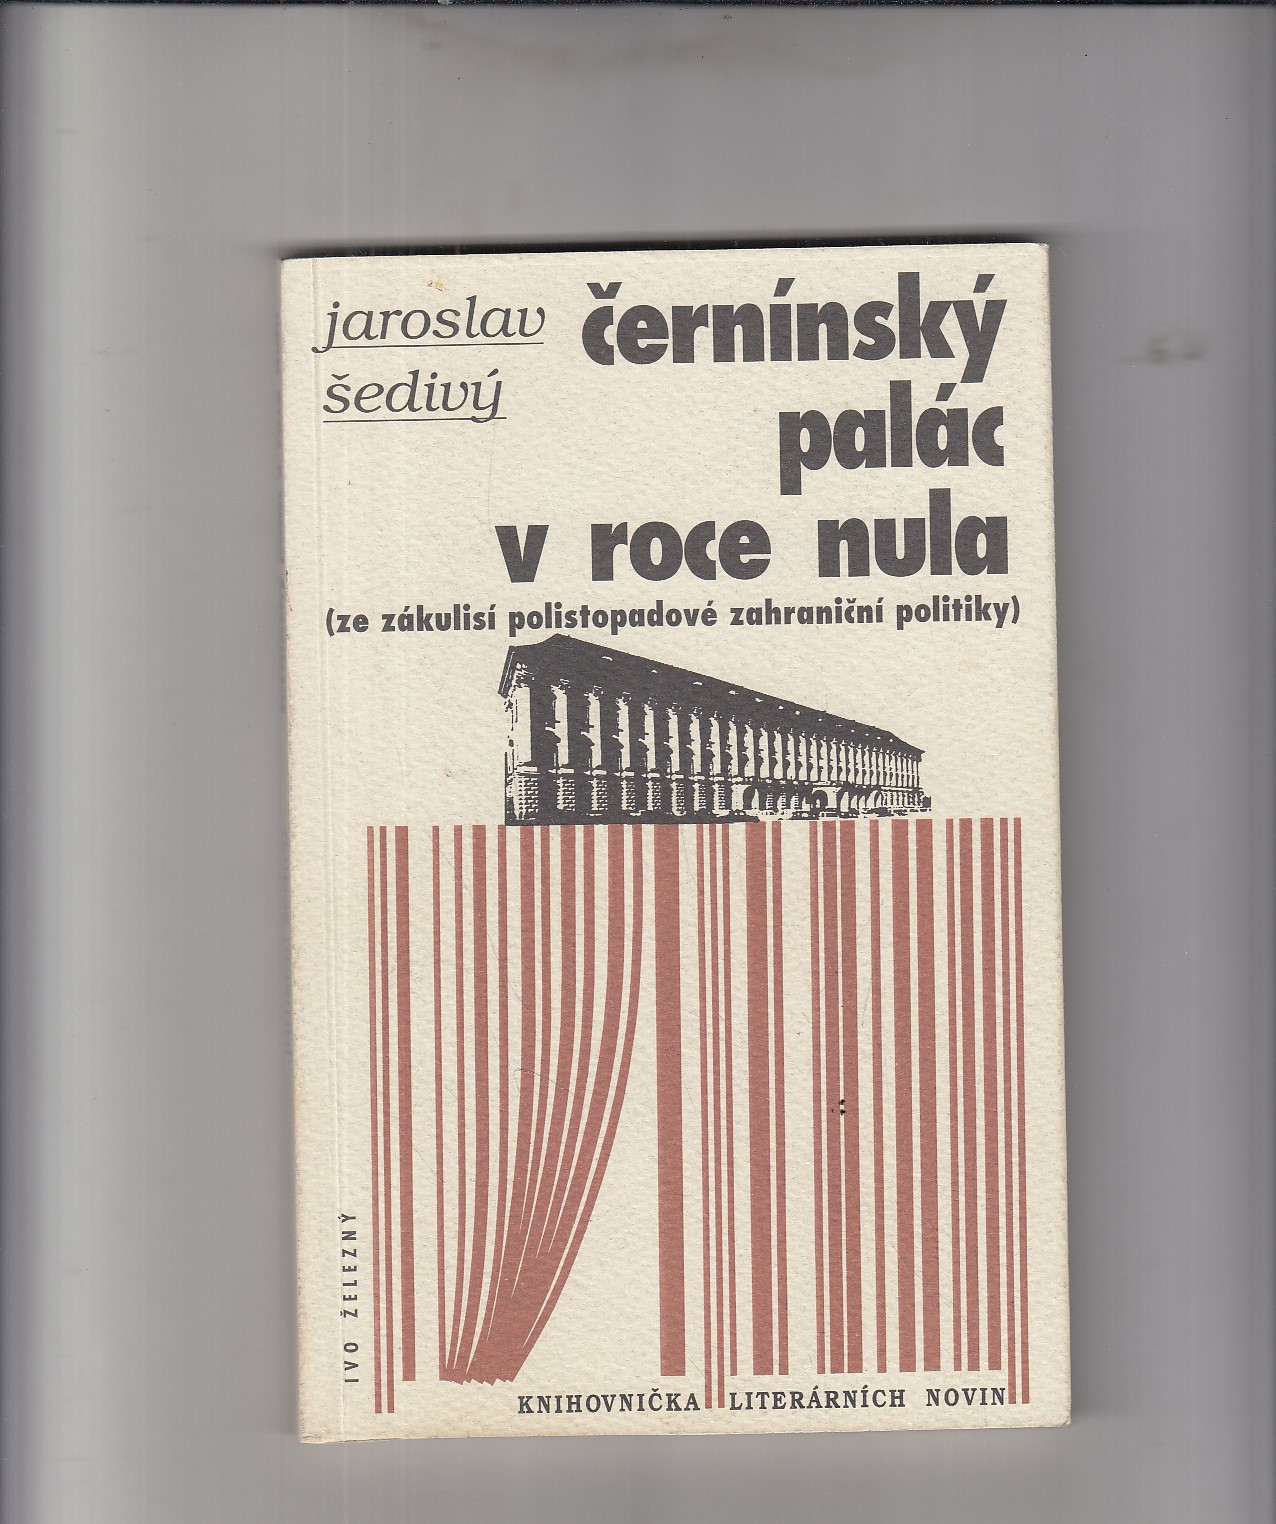 jaroslav
šedivý
černínský
palác
v roce nula
(ze zákulisí polistopadové zahraniční politiky)
IVO ŽELEZNÝ
KNIHOVNIČKA LITERÁRNÍCH NOVIN